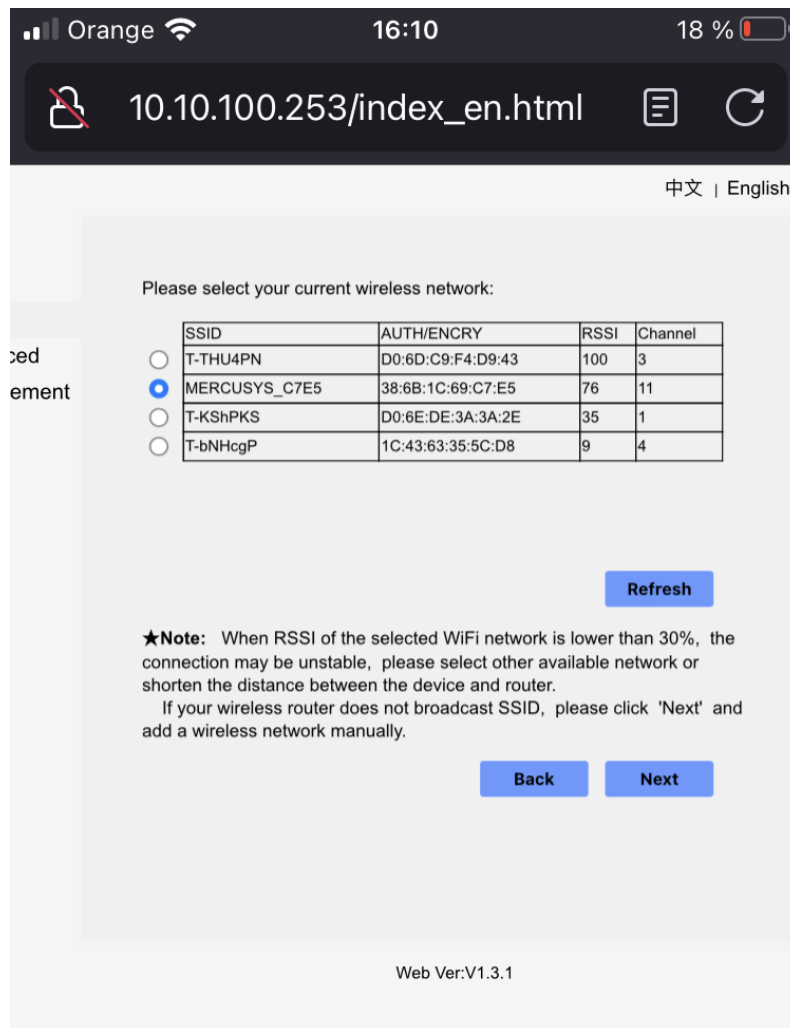 Orange 16:10 18 %
10.10.100.253/index_en.html
中文 | English
Please select your current wireless network:
SSID AUTH/ENCRY RSSI Channel
ced
T-THU4PN D0:6D:C9:F4:D9:43 100 3
ement
MERCUSYS_C7E5 38:6B:1C:69:C7:E5 76 11
T-KShPKS D0:6E:DE:3A:3A:2E 35 1
T-bNHcgP 1C:43:63:35:5C:D8 9 4
Refresh
★Note: When RSSI of the selected WiFi network is lower than 30%, the
connection may be unstable, please select other available network or
shorten the distance between the device and router.
If your wireless router does not broadcast SSID, please click 'Next' and
add a wireless network manually.
Back Next
Web Ver:V1.3.1